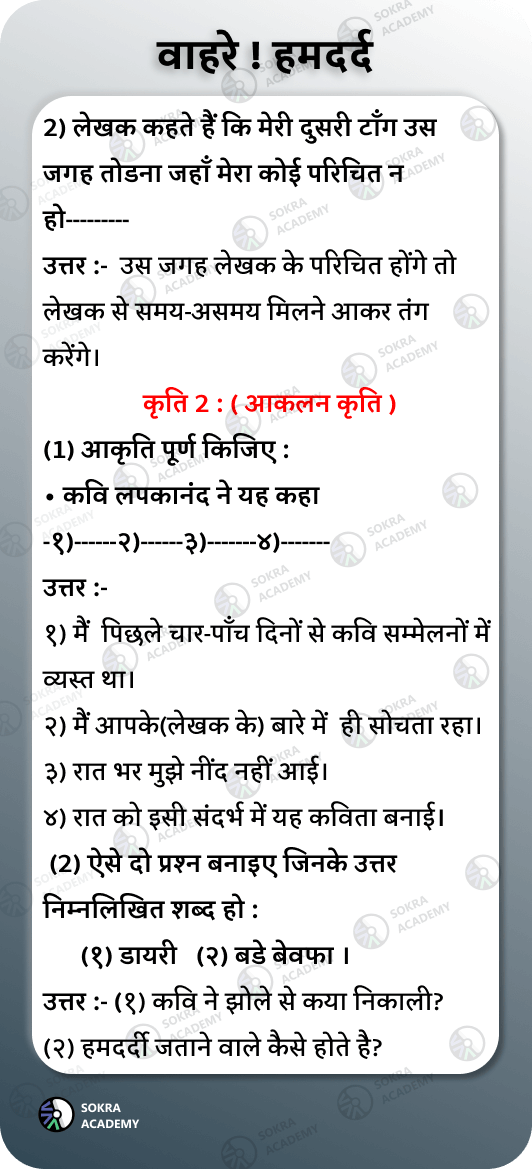 वाहरे ! हमदर्द
2) लेखक कहते हैं कि मेरी दुसरी टाँग उस
जगह तोडना जहाँ मेरा कोई परिचित न
हो---------
उत्तर :- उस जगह लेखक के परिचित होंगे तो
लेखक से समय-असमय मिलने आकर तंग
करेंगे।
कृति 2 : ( आकलन कृति )
(1) आकृति पूर्ण किजिए :
• कवि लपकानंद ने यह कहा
-१)------२)------३)-------४)-------
उत्तर :-
१) मैं पिछले चार-पाँच दिनों से कवि सम्मेलनों में
व्यस्त था।
२) मैं आपके(लेखक के) बारे में ही सोचता रहा।
३) रात भर मुझे नींद नहीं आई।
४) रात को इसी संदर्भ में यह कविता बनाई।
(2) ऐसे दो प्रश्न बनाइए जिनके उत्तर
निम्नलिखित शब्द हो :
(१) डायरी (२) बडे बेवफा ।
उत्तर :- (१) कवि ने झोले से कया निकाली?
(२) हमदर्दी जताने वाले कैसे होते है?
SOKRA
ACADEMY